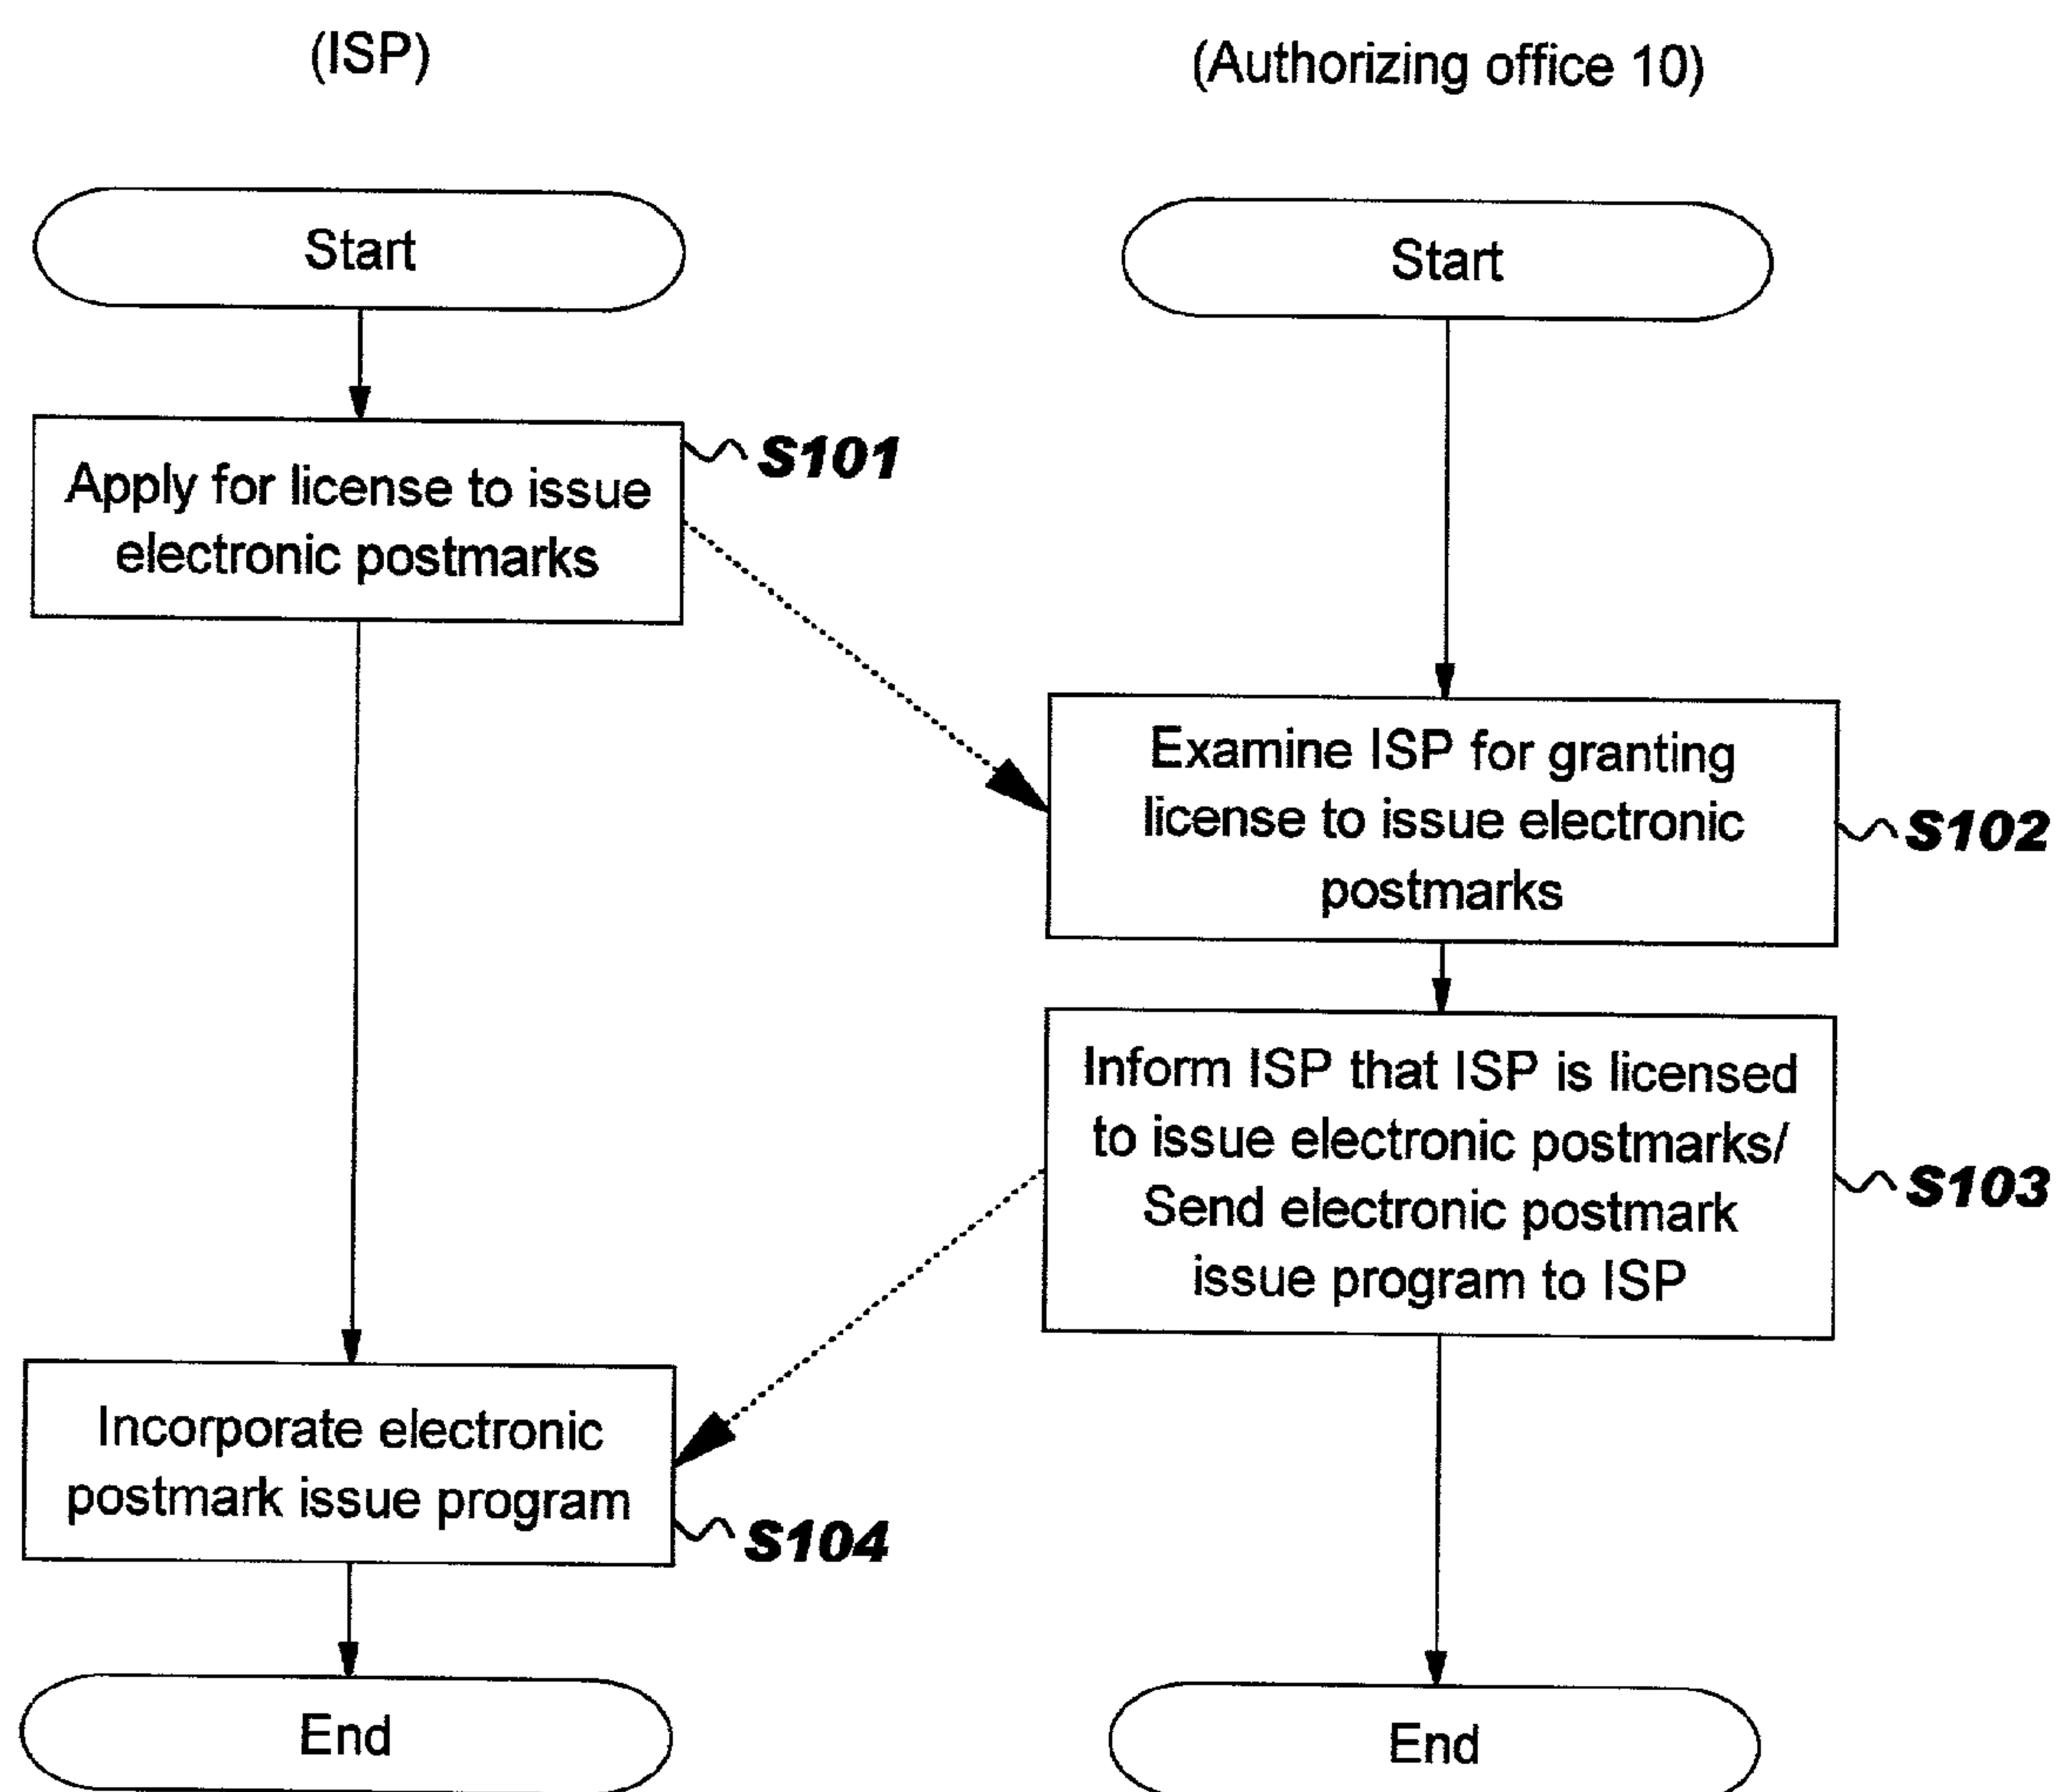 (ISP)
(Authorizing office 10)
Start
Start
Apply for license to issue
electronic postmarks
S101
Examine ISP for granting
license to issue electronic
postmarks
S102
Inform ISP that ISP is licensed
to issue electronic postmarks/
Send electronic postmark
issue program to ISP
S103
Incorporate electronic
postmark issue program
S104
End
End